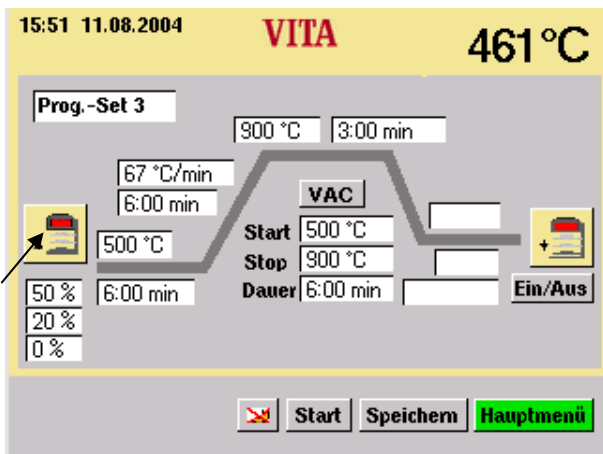 15:51 11.08.2004 VITA 461°C
Prog.-Set 3
900 °C 3:00 min
67 °C/min
6:00 min
VAC
500 °C
Start 500 °C
Stop 900 °C
50 % 6:00 min Dauer 6:00 min Ein/Aus
20 %
0 %
Start Speichern Hauptmenü